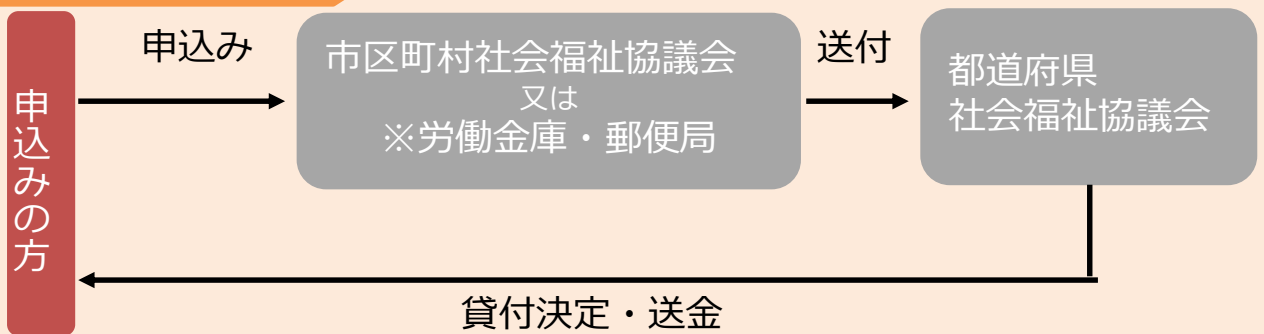 申込みの方
申込み
市区町村社会福祉協議会
又は
※労働金庫・郵便局
送付
都道府県
社会福祉協議会
貸付決定・送金